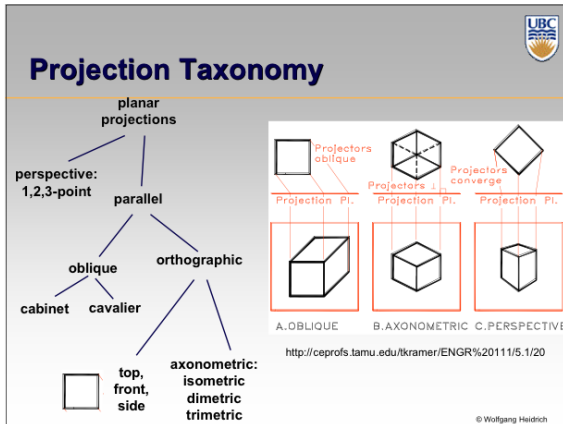 UBC
Projection Taxonomy
planar
projections
perspective:
1,2,3-point
parallel
oblique
orthographic
cabinet
cavalier
top,
front,
side
axonometric:
isometric
dimetric
trimetric
Projectors
oblique
Projectors ⊥
Projectors
converge
Projection Pl.
Projection Pl.
Projection Pl.
A.OBLIQUE
B.AXONOMETRIC
C.PERSPECTIVE
http://ceprofs.tamu.edu/tkramer/ENGR%20111/5.1/20
© Wolfgang Heidrich